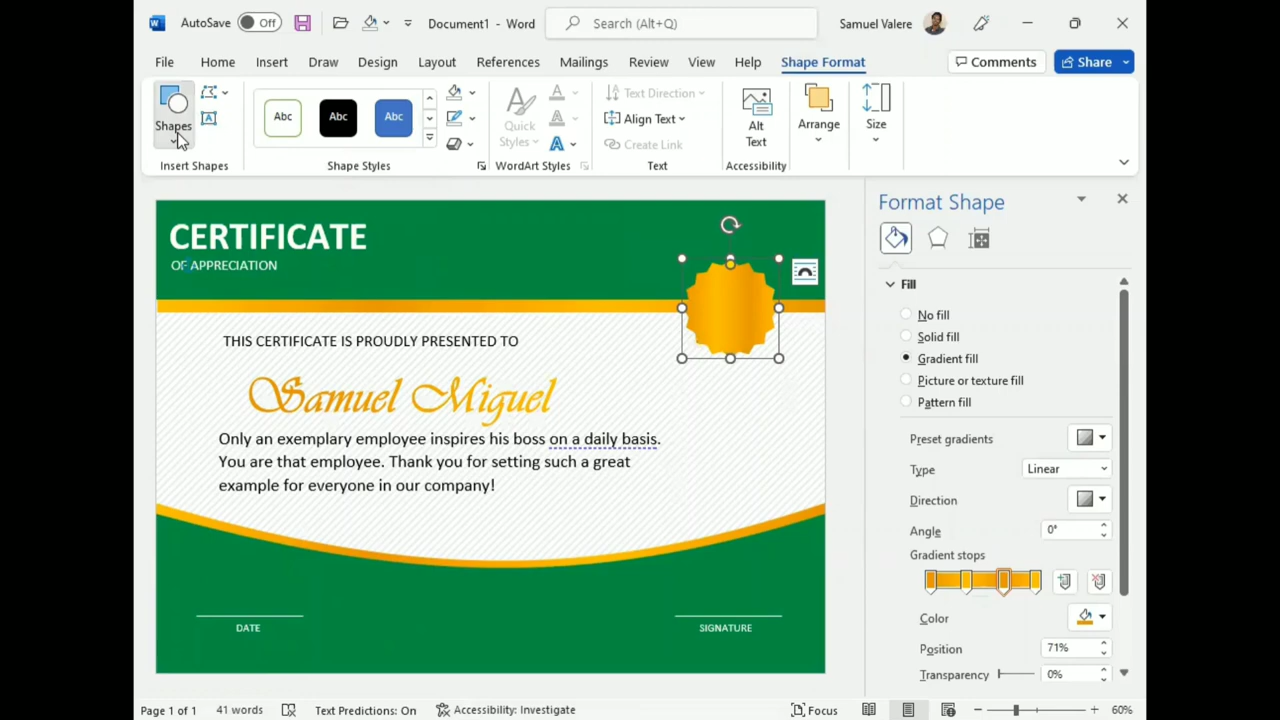 AutoSave Off Document1 - Word Search (Alt+Q) Samuel Valere
File Home Insert Draw Design Layout References Mailings Review View Help Shape Format Comments Share
Shapes
Abc Abc Abc
Quick
Styles
Text Direction
Align Text
Create Link
Alt
Text
Arrange
Size
Insert Shapes Shape Styles WordArt Styles Text Accessibility
CERTIFICATE
OF APPRECIATION
THIS CERTIFICATE IS PROUDLY PRESENTED TO
Samuel Miguel
Only an exemplary employee inspires his boss on a daily basis.
You are that employee. Thank you for setting such a great
example for everyone in our company!
DATE
SIGNATURE
Format Shape
Fill
No fill
Solid fill
Gradient fill
Picture or texture fill
Pattern fill
Preset gradients
Type Linear
Direction
Angle 0°
Gradient stops
Color
Position 71%
Transparency 0%
Page 1 of 1 41 words Text Predictions: On Accessibility: Investigate Focus 60%